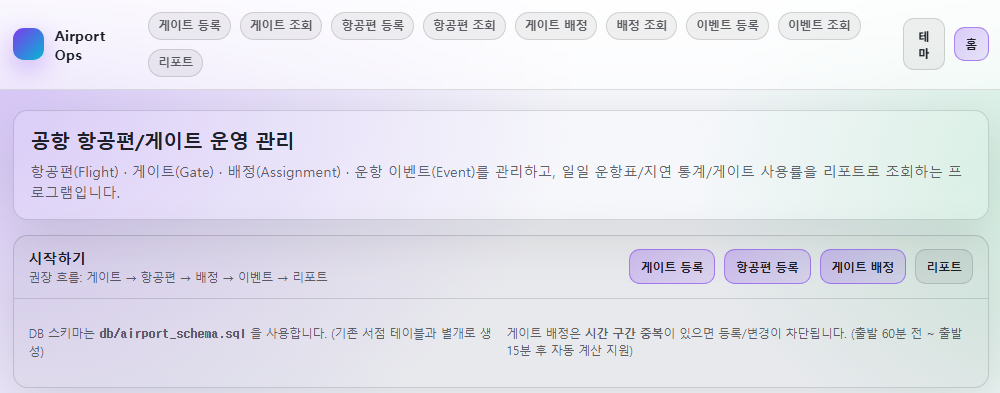 Airport
Ops
게이트 등록
게이트 조회
항공편 등록
항공편 조회
게이트 배정
배정 조회
이벤트 등록
이벤트 조회
리포트
테
마
홈
공항 항공편/게이트 운영 관리
항공편(Flight) · 게이트(Gate) · 배정(Assignment) · 운항 이벤트(Event)를 관리하고, 일일 운항표/지연 통계/게이트 사용률을 리포트로 조회하는 프
로그램입니다.
시작하기
권장 흐름: 게이트 → 항공편 → 배정 → 이벤트 → 리포트
게이트 등록
항공편 등록
게이트 배정
리포트
DB 스키마는 db/airport_schema.sql 을 사용합니다. (기존 서점 테이블과 별개로 생
성)
게이트 배정은 시간 구간 중복이 있으면 등록/변경이 차단됩니다. (출발 60분 전 ~ 출발
15분 후 자동 계산 지원)